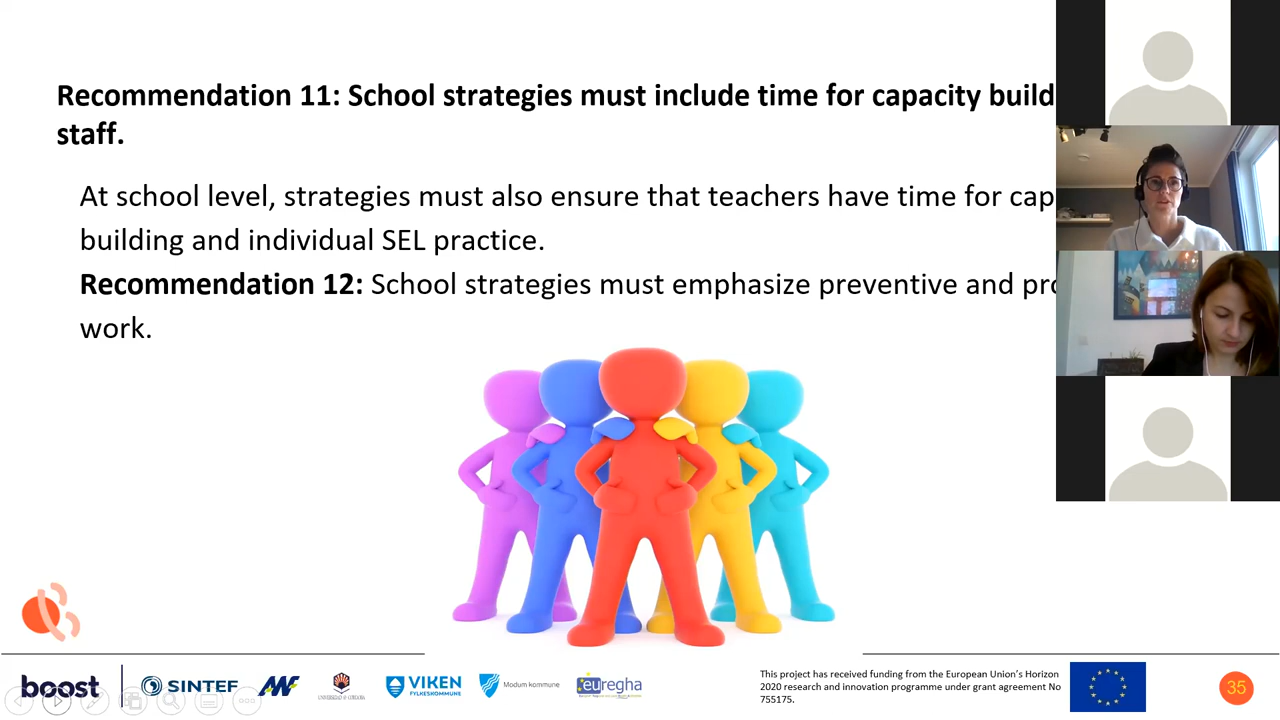 Recommendation 11: School strategies must include time for capacity build
staff.
At school level, strategies must also ensure that teachers have time for cap
building and individual SEL practice.
Recommendation 12: School strategies must emphasize preventive and pro
work.
boost
SINTEF
VIKEN
FYLKESKOMMUNE
Modum kommune
euregha
This project has received funding from the European Union's Horizon
2020 research and innovation programme under grant agreement No
755175.
35